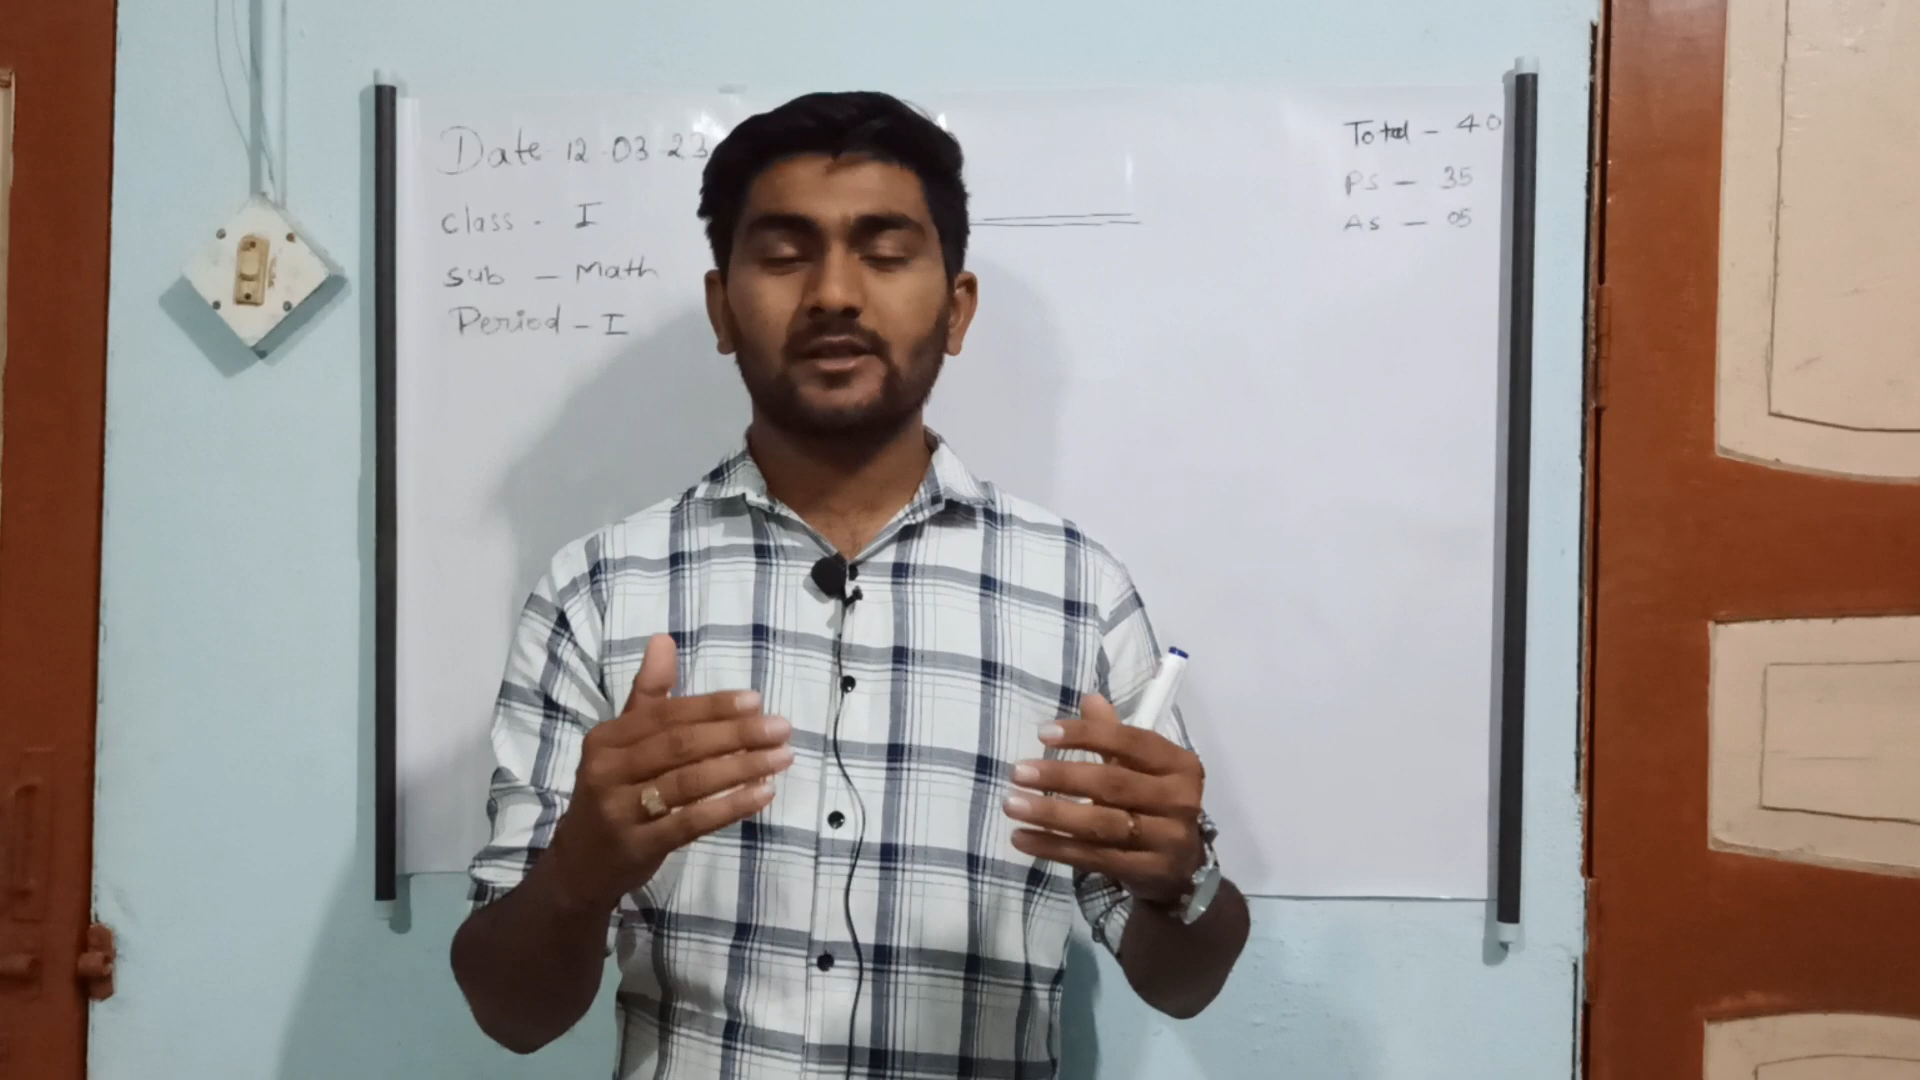 Date 12.03.23
Class - I
Sub - Math
Period - I
Total - 40
PS - 35
AS - 05